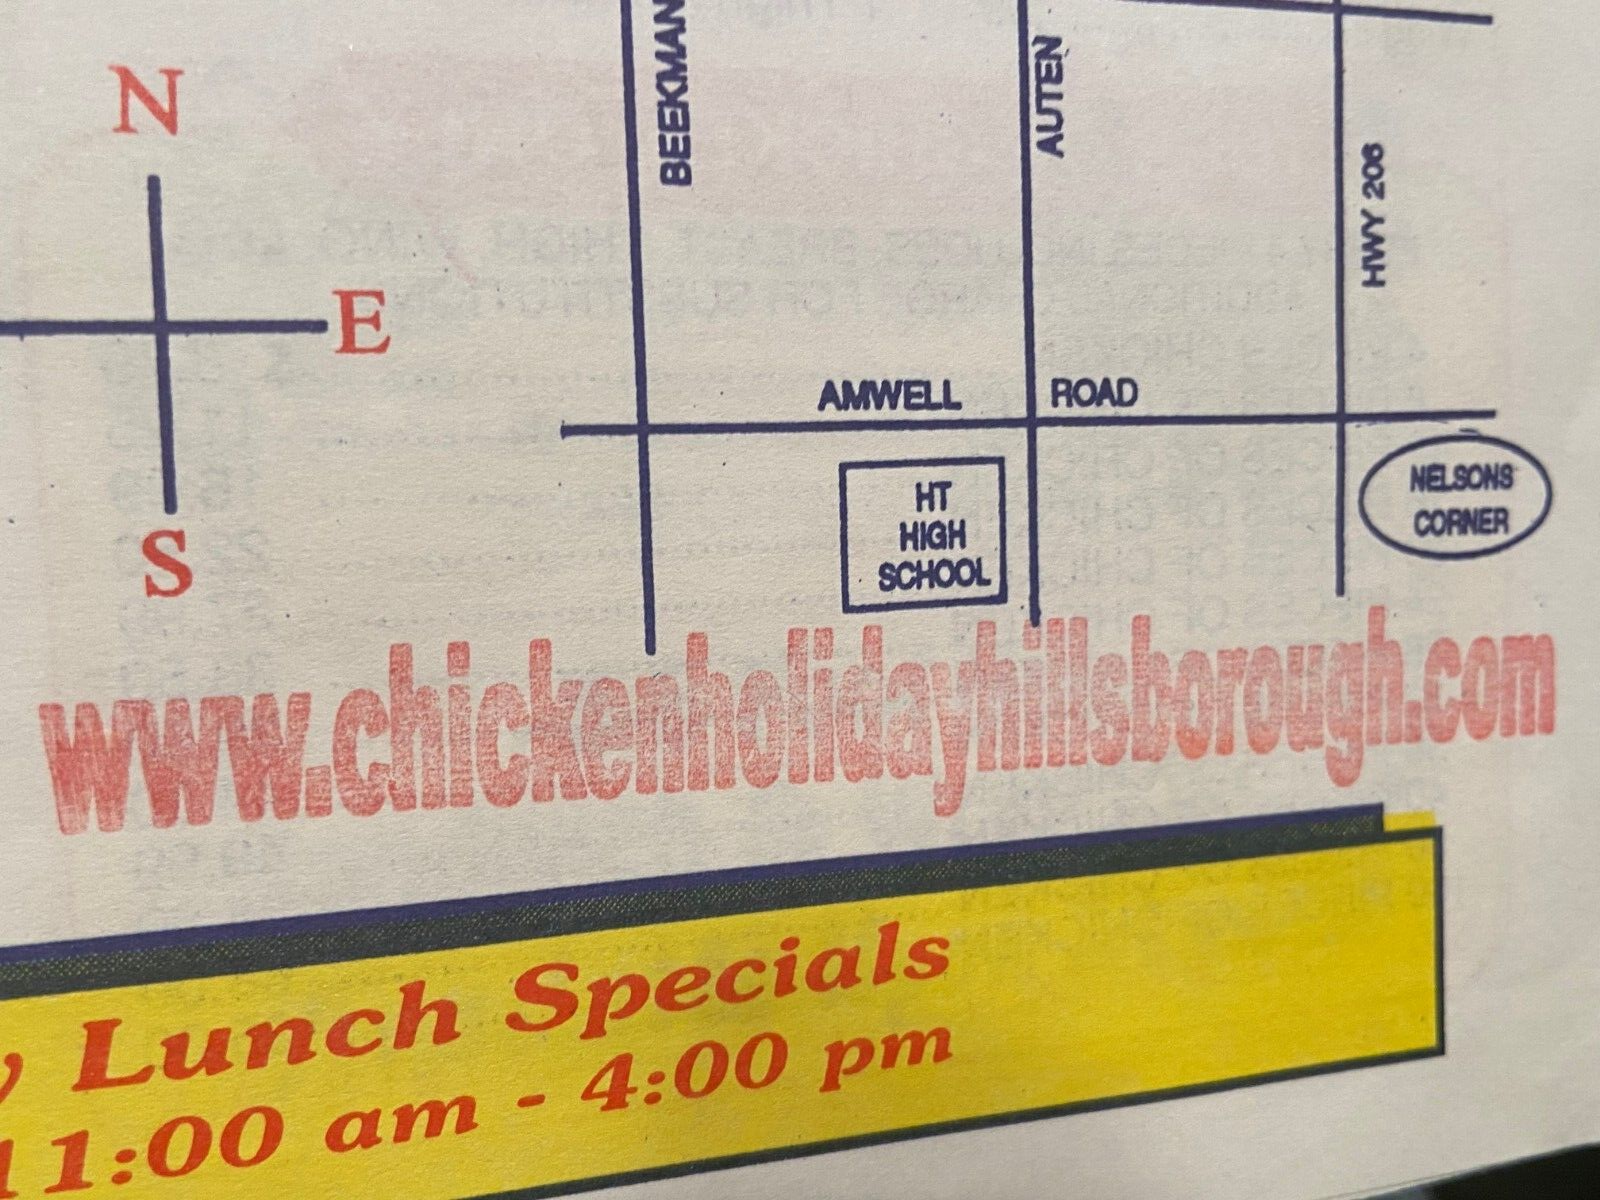 N
E
S
BEEKMAN
AUTEN
HWY 206
AMWELL ROAD
HT
HIGH
SCHOOL
NELSONS
CORNER
www.chickenholidayhillsborough.com
Lunch Specials
11:00 am - 4:00 pm